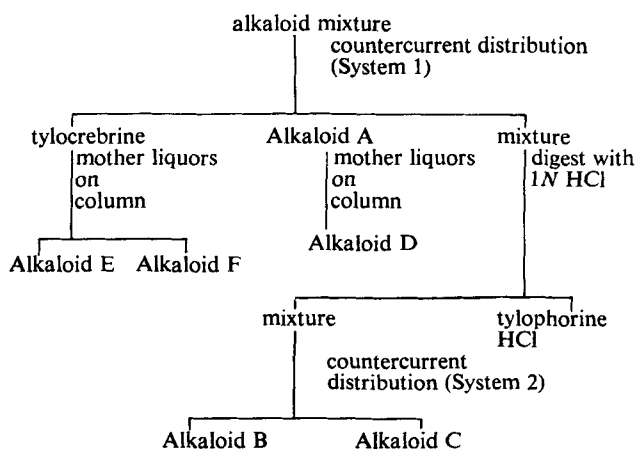 alkaloid mixture
countercurrent distribution
(System 1)
tylocrebrine
mother liquors
on
column
Alkaloid A
mother liquors
on
column
mixture
digest with
1N HCl
Alkaloid E
Alkaloid F
Alkaloid D
mixture
tylophorine
HCl
countercurrent
distribution (System 2)
Alkaloid B
Alkaloid C